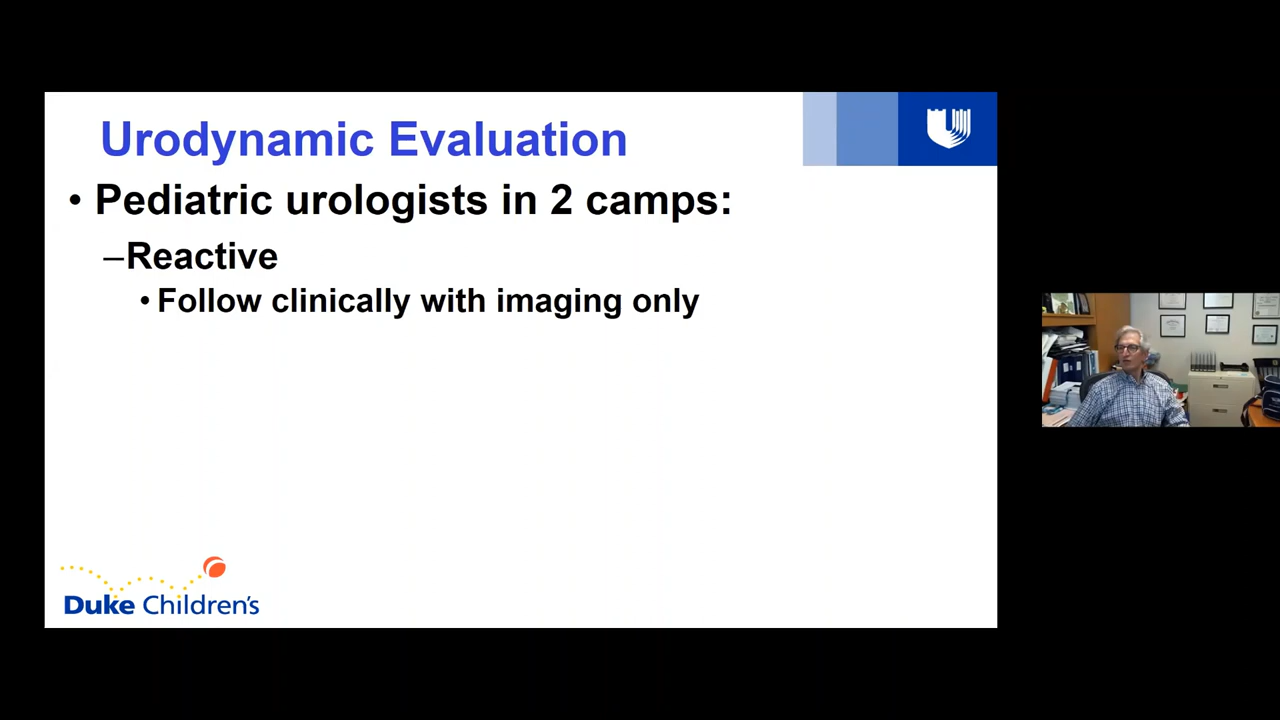 Urodynamic Evaluation
• Pediatric urologists in 2 camps:
–Reactive
• Follow clinically with imaging only
Duke Children's